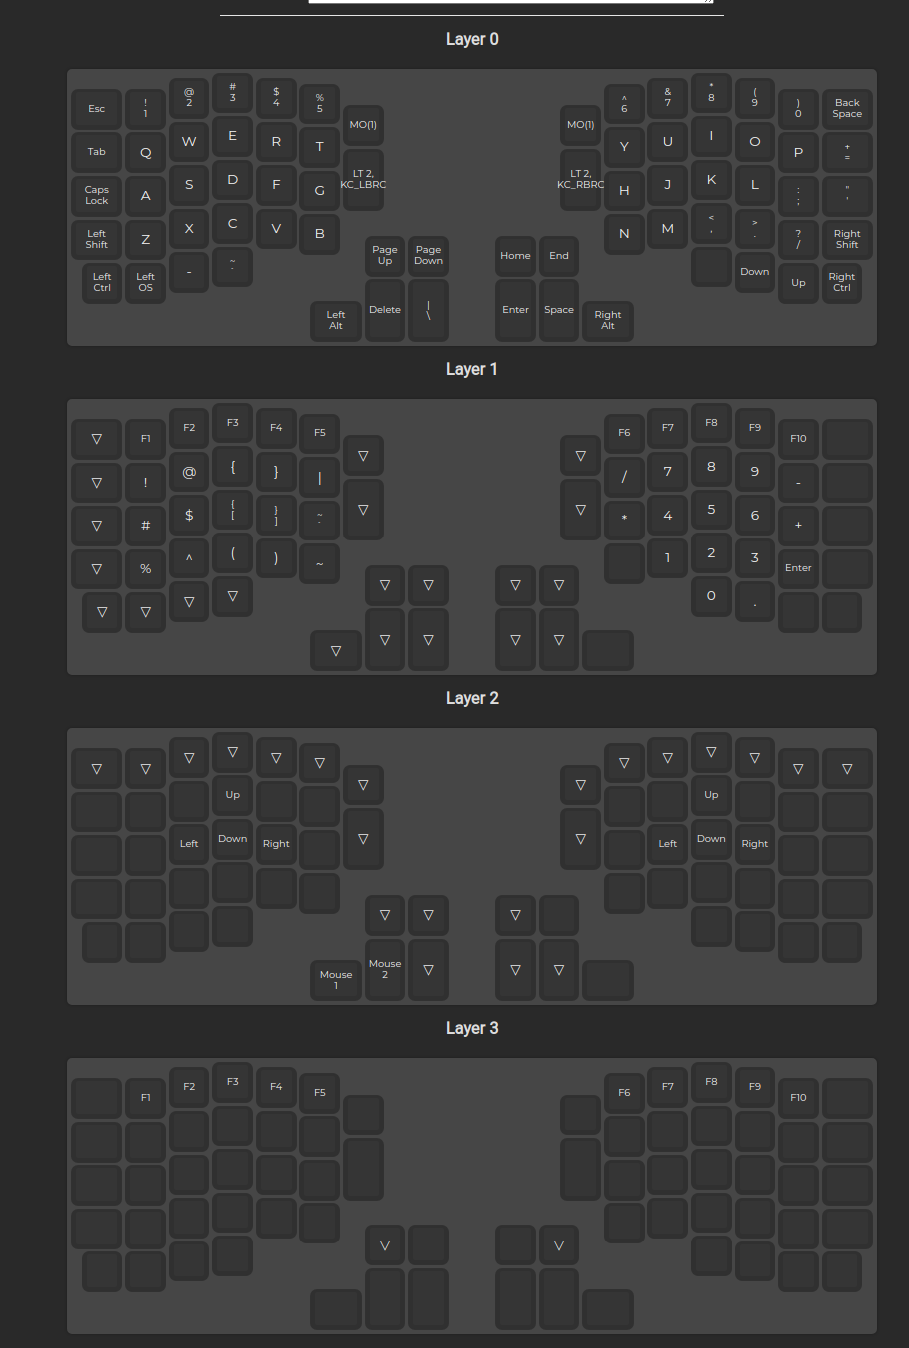 Layer 0
Esc ! 1 @ 2 # 3 $ 4 % 5 MO(1) MO(1) ^ 6 & 7 * 8 ( 9 ) 0 Back Space
Tab Q W E R T LT 2, KC_LBRC LT 2, KC_RBRC Y U I O P + =
Caps Lock A S D F G H J K L : ; " '
Left Shift Z X C V B N M < , > . ? / Right Shift
Left Ctrl Left OS - ~ ` Page Up Page Down Home End Down Up Right Ctrl
Left Alt Delete | \ Enter Space Right Alt
Layer 1
▽ F1 F2 F3 F4 F5 ▽ ▽ F6 F7 F8 F9 F10
▽ ! @ { } | ▽ ▽ / 7 8 9 -
▽ # $ { [ } ] ~ ` * 4 5 6 +
▽ % ^ ( ) ~ 1 2 3 Enter
▽ ▽ ▽ ▽ ▽ ▽ ▽ ▽ 0 .
▽ ▽ ▽ ▽ ▽
Layer 2
▽ ▽ ▽ ▽ ▽ ▽ ▽ ▽ ▽ ▽ ▽ ▽ ▽ ▽
Up ▽ ▽ Up
Left Down Right Left Down Right
▽ ▽ ▽
Mouse 1 Mouse 2 ▽ ▽ ▽
Layer 3
F1 F2 F3 F4 F5 F6 F7 F8 F9 F10
V V